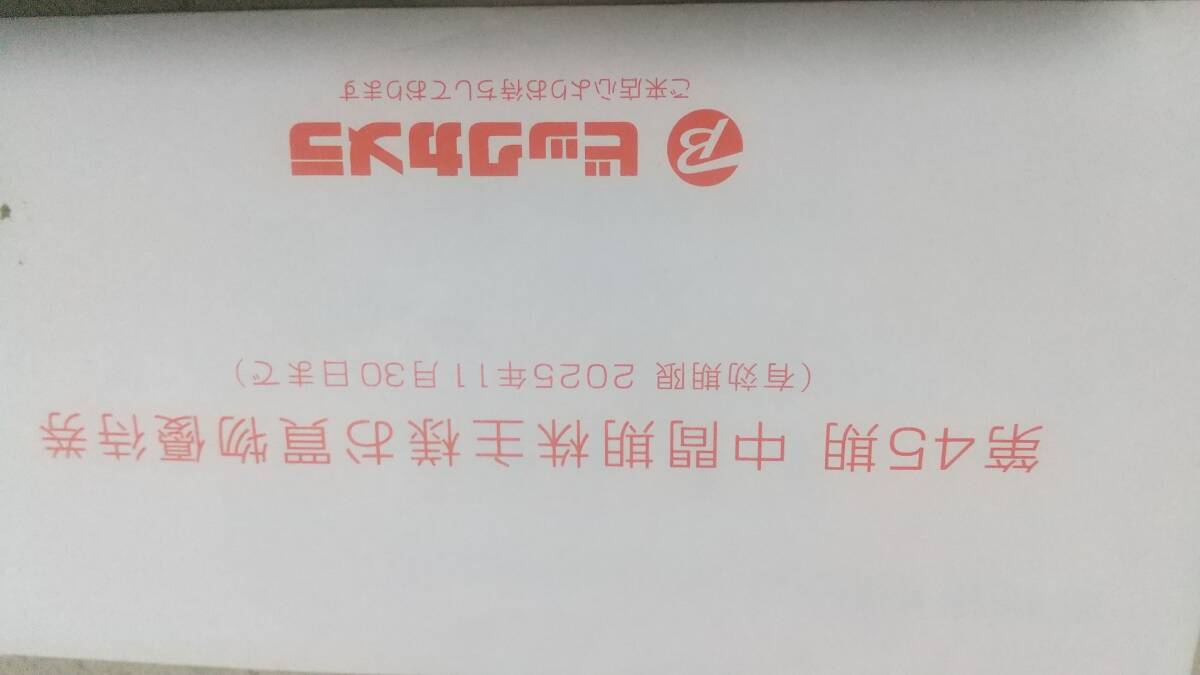 第45期 中間期株主様お買物優待券
（有効期限 2025年11月30日まで）
B ビックカメラ
ご来店心よりお待ちしております